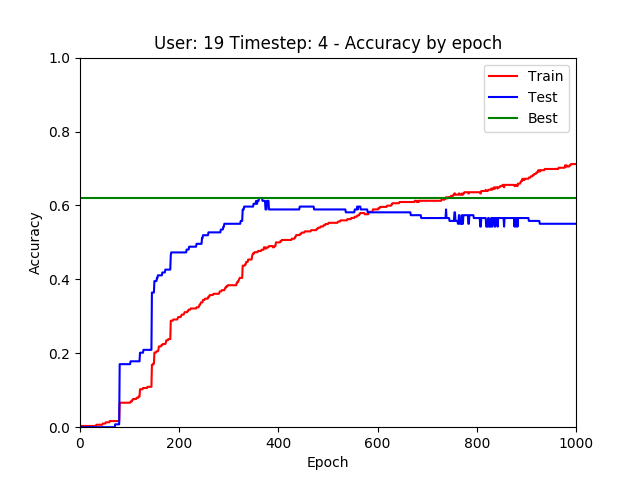 User: 19 Timestep: 4 - Accuracy by epoch
1.0
0.8
0.6
0.4
0.2
0.0
Accuracy
Train
Test
Best
0 200 400 600 800 1000
Epoch